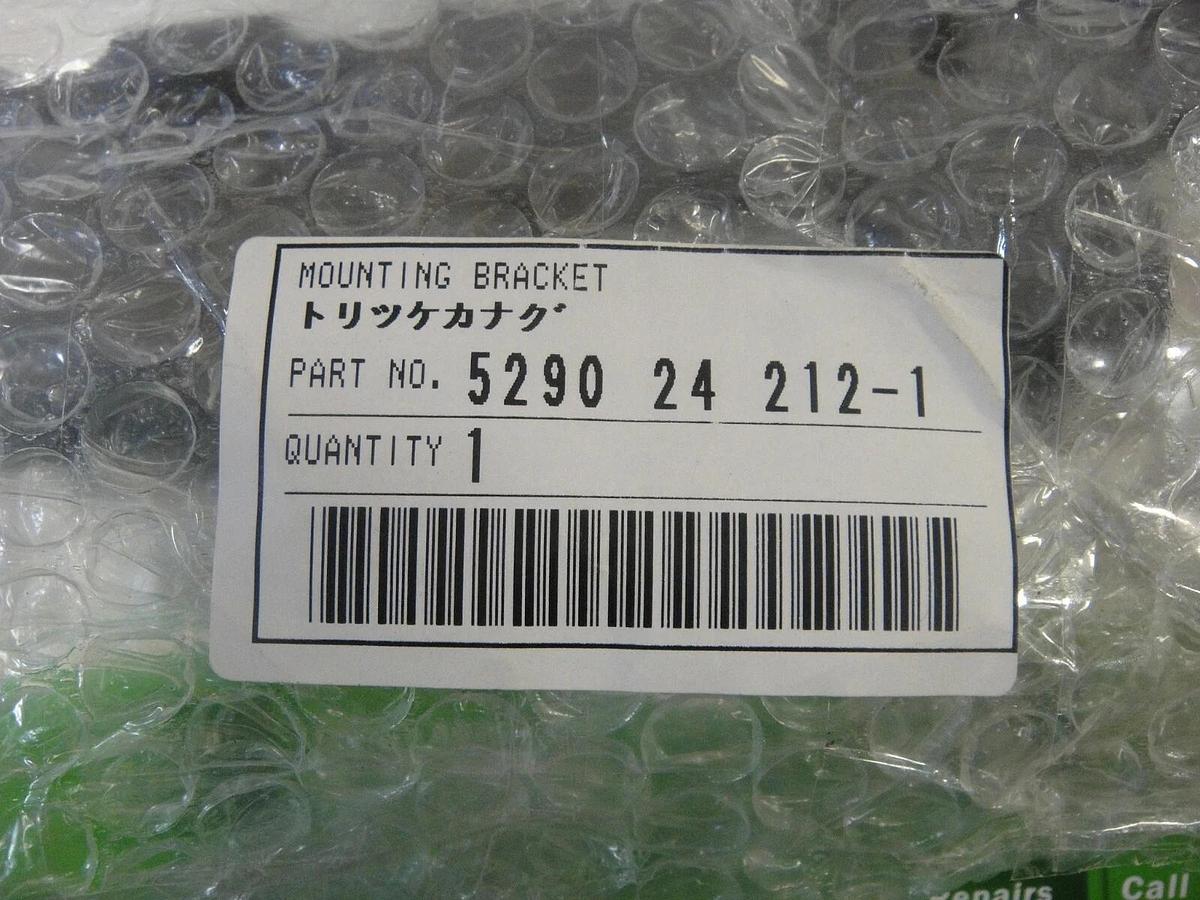 MOUNTING BRACKET
トリツケカナグ
PART NO. 5290 24 212-1
QUANTITY 1
Repairs
Call